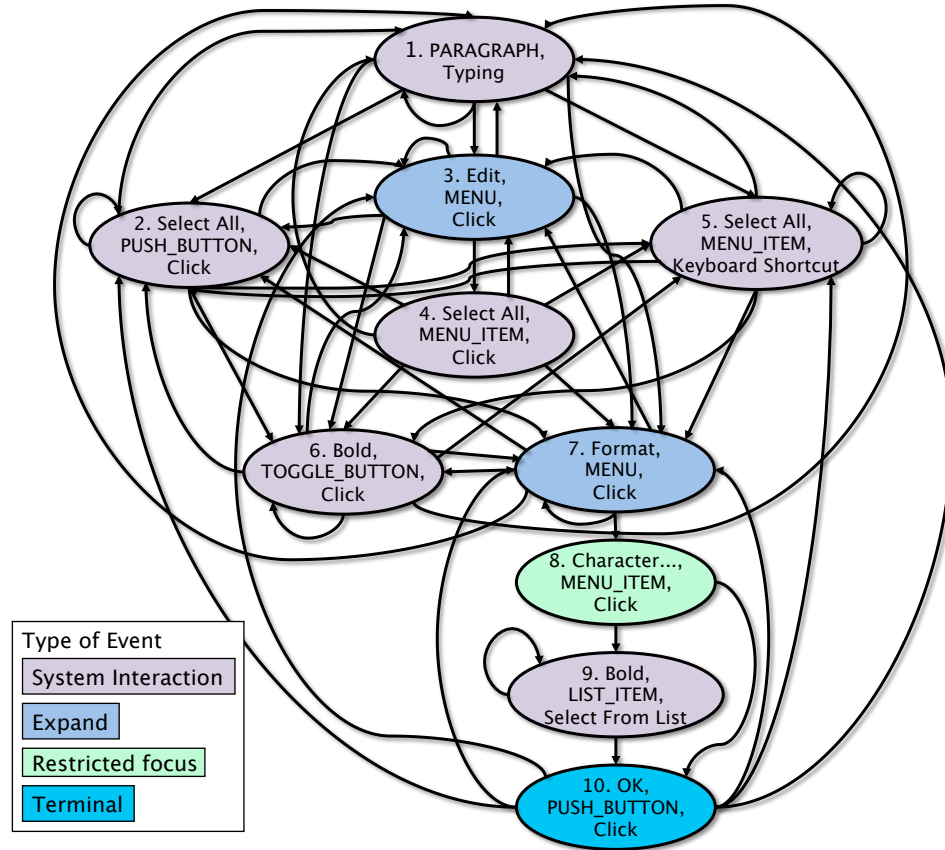 1. PARAGRAPH,
Typing
3. Edit,
MENU,
Click
2. Select All,
PUSH_BUTTON,
Click
5. Select All,
MENU_ITEM,
Keyboard Shortcut
4. Select All,
MENU_ITEM,
Click
6. Bold,
TOGGLE_BUTTON,
Click
7. Format,
MENU,
Click
8. Character...,
MENU_ITEM,
Click
9. Bold,
LIST_ITEM,
Select From List
10. OK,
PUSH_BUTTON,
Click
Type of Event
System Interaction
Expand
Restricted focus
Terminal